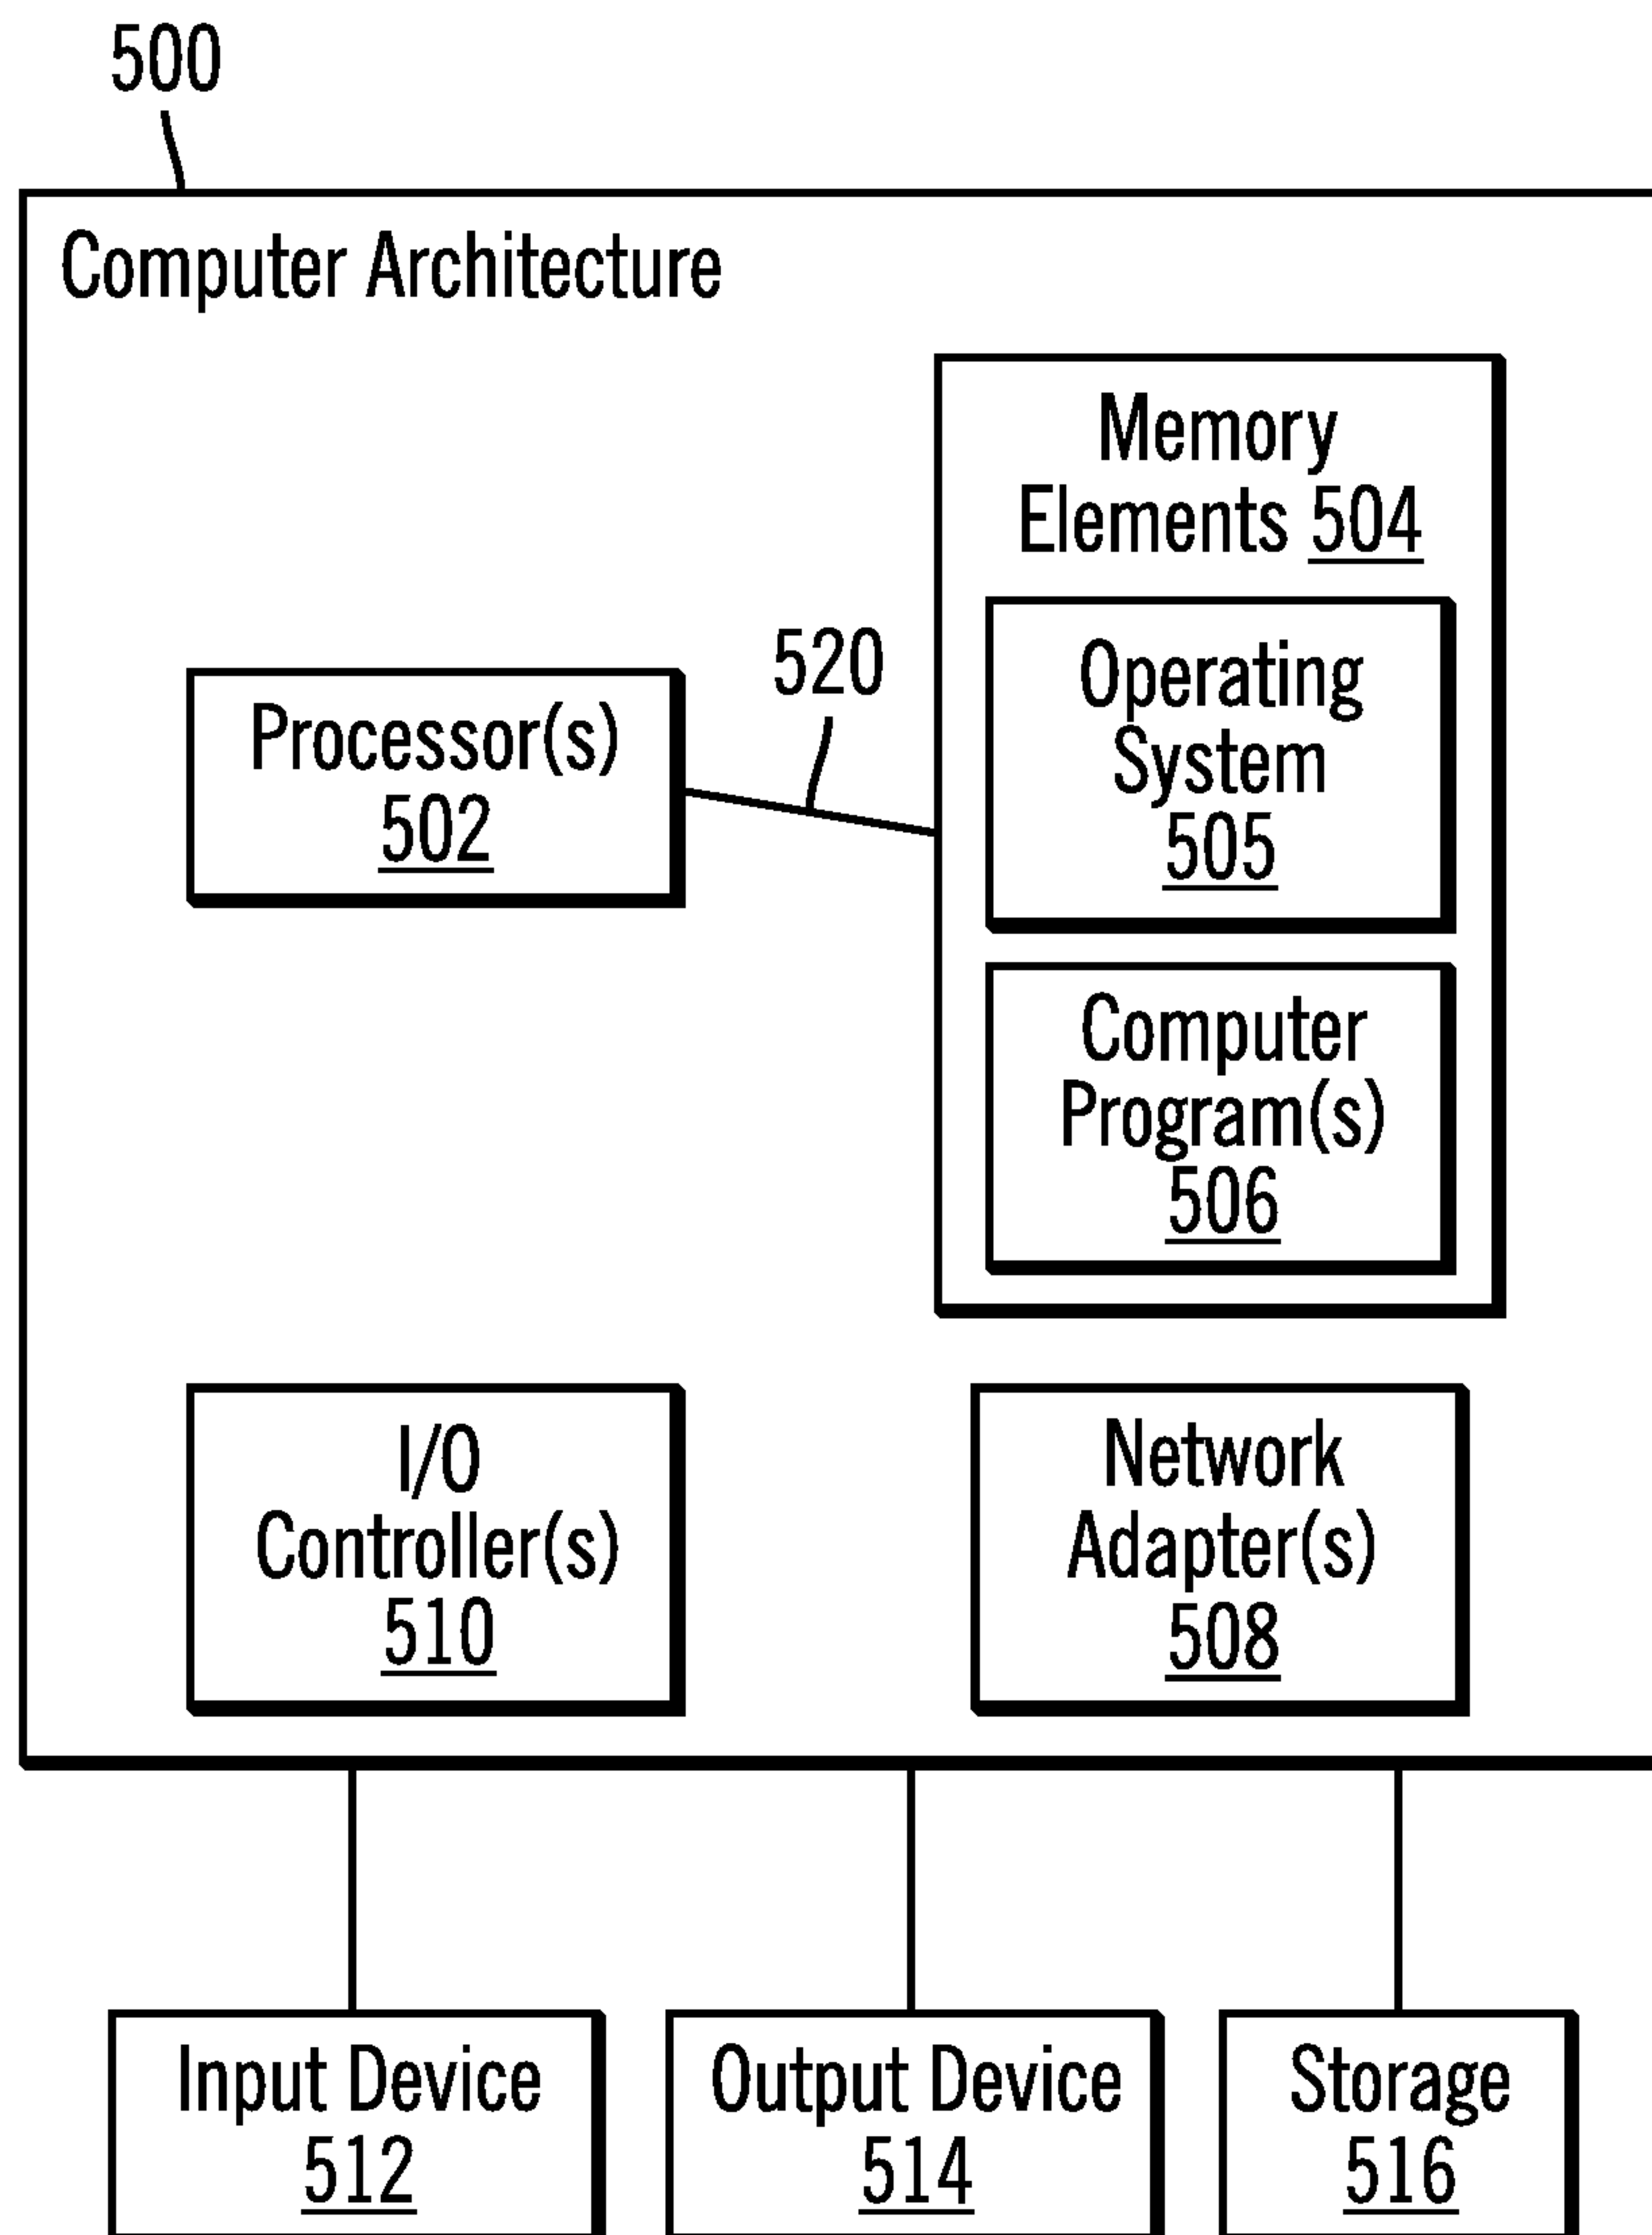 500
Computer Architecture
Memory
Elements 504
Operating
System
505
520
Processor(s)
502
Computer
Program(s)
506
I/O
Controller(s)
510
Network
Adapter(s)
508
Input Device
512
Output Device
514
Storage
516